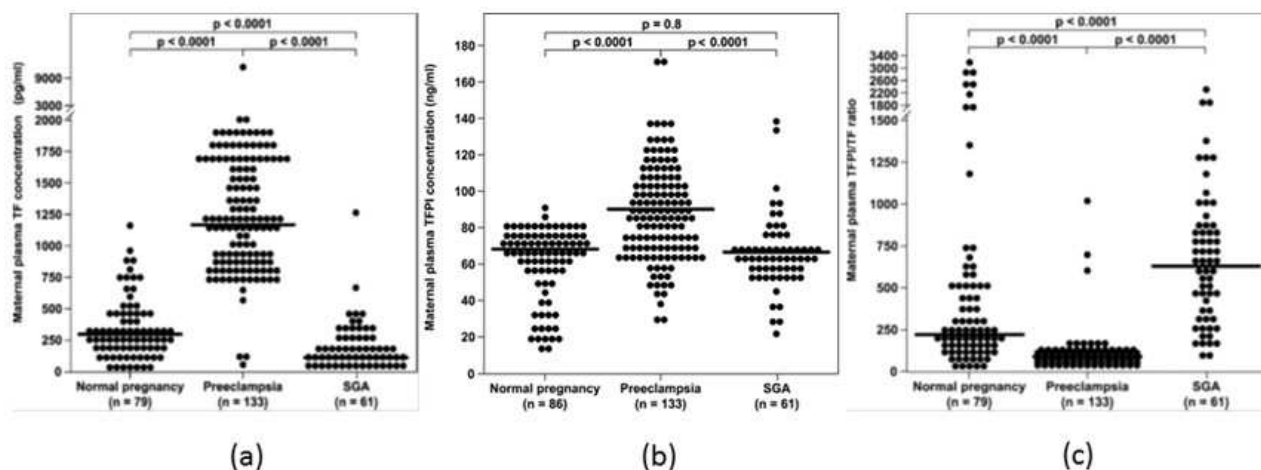 p < 0.0001
p < 0.0001 p < 0.0001
Maternal plasma TF concentration (pg/ml)
9000
3000
2000
1750
1500
1250
1000
750
500
250
0
Normal pregnancy Preeclampsia SGA
(n = 79) (n = 133) (n = 61)
(a)
p = 0.8
p < 0.0001 p < 0.0001
Maternal plasma TFPI concentration (ng/ml)
180
160
140
120
100
80
60
40
20
0
Normal pregnancy Preeclampsia SGA
(n = 86) (n = 133) (n = 61)
(b)
p < 0.0001
p < 0.0001 p < 0.0001
Maternal plasma TFPI/TF ratio
3400
3000
2600
2200
1800
1500
1250
1000
750
500
250
0
Normal pregnancy Preeclampsia SGA
(n = 79) (n = 133) (n = 61)
(c)